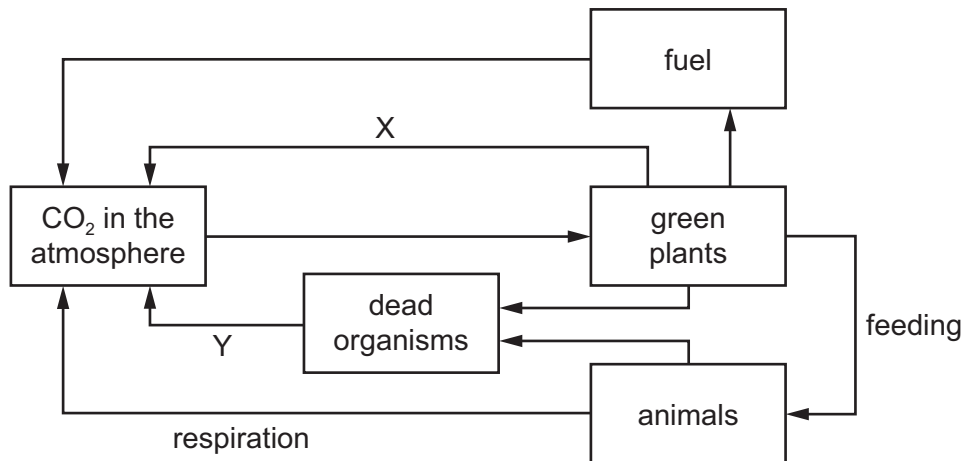 fuel
X
CO₂ in the
atmosphere
green
plants
dead
organisms
Y
feeding
animals
respiration